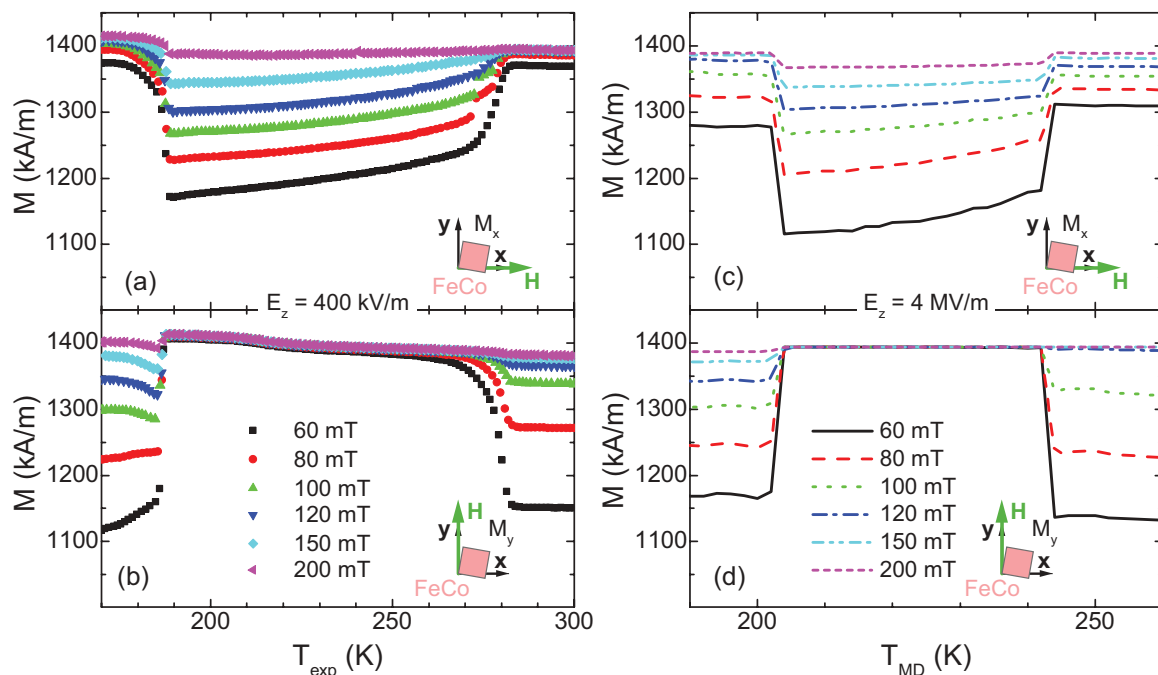 1400
1300
1200
1100
M (kA/m)
(a)
y
M_x
x
H
FeCo
E_z = 400 kV/m
1400
1300
1200
1100
M (kA/m)
60 mT
80 mT
100 mT
120 mT
150 mT
200 mT
(b)
H
y
M_y
x
FeCo
200
250
300
T_exp (K)
1400
1300
1200
1100
M (kA/m)
(c)
y
M_x
x
H
FeCo
E_z = 4 MV/m
1400
1300
1200
1100
M (kA/m)
60 mT
80 mT
100 mT
120 mT
150 mT
200 mT
(d)
H
y
M_y
x
FeCo
200
250
T_MD (K)